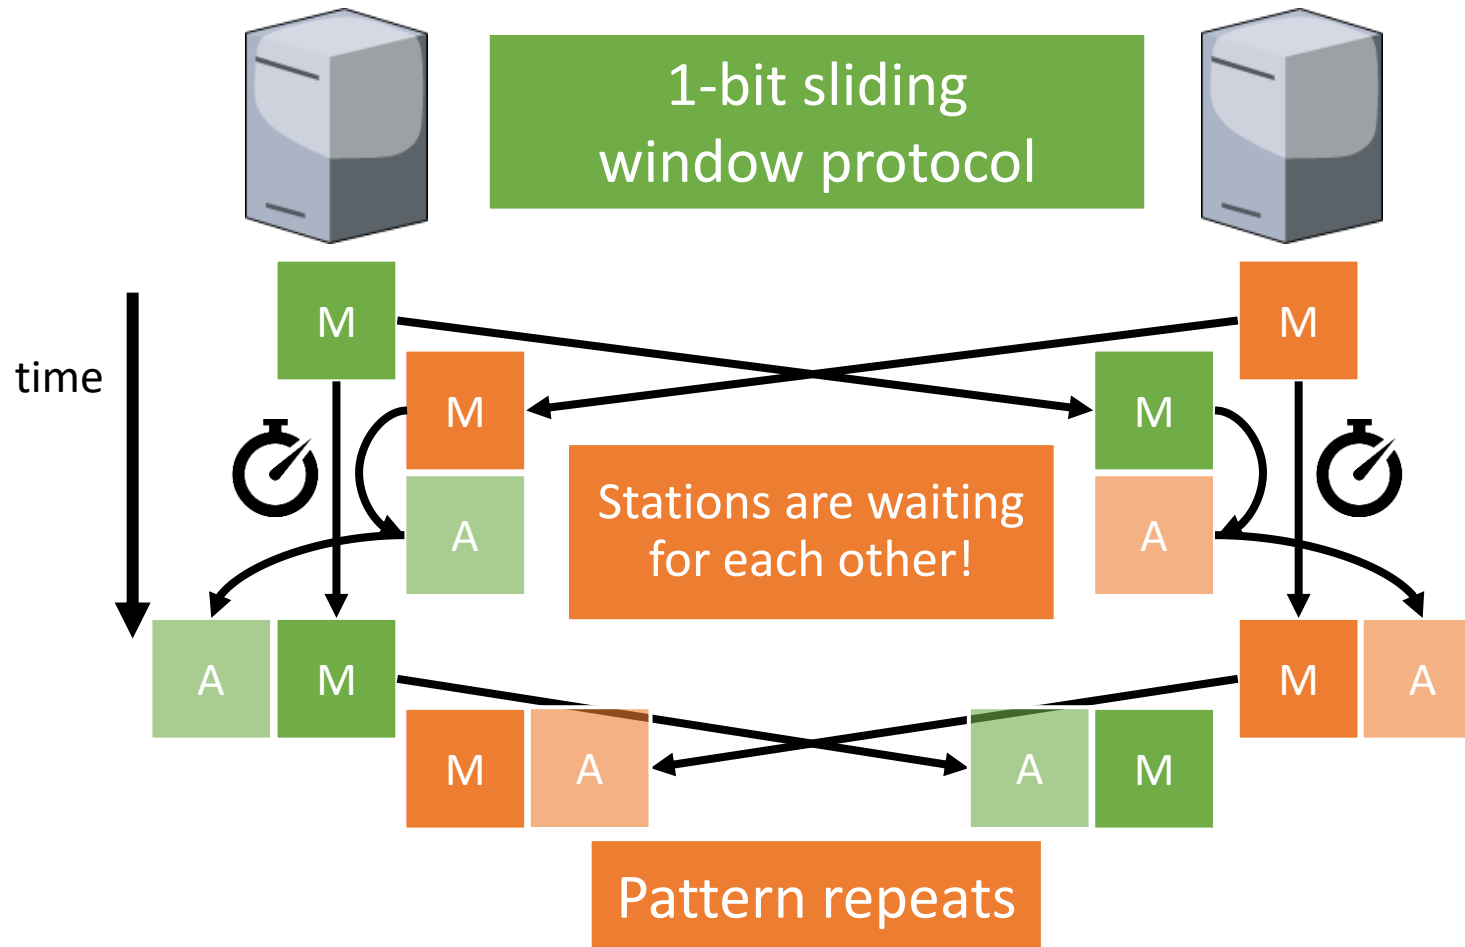 1-bit sliding
window protocol
M
M
time
M
M
Stations are waiting
for each other!
A
A
A
M
M
A
M
A
A
M
Pattern repeats